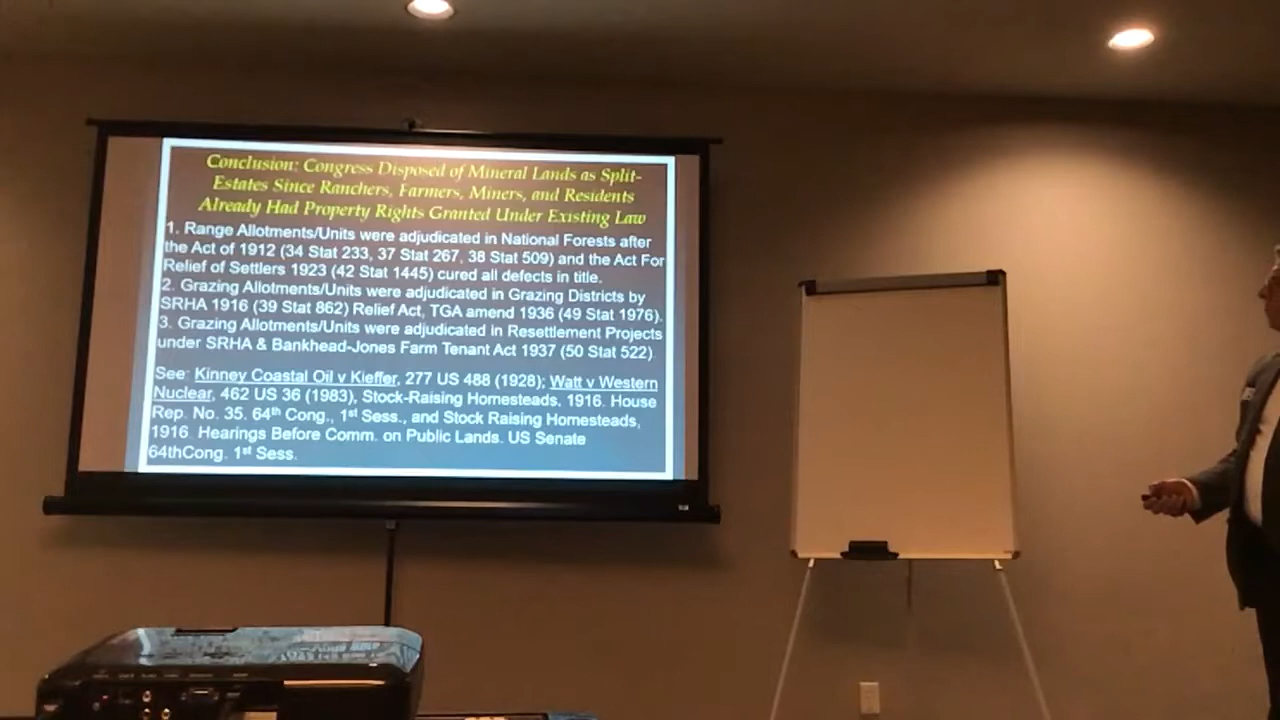 Conclusion: Congress Disposed of Mineral Lands as Split-
Estates Since Ranchers, Farmers, Miners, and Residents
Already Had Property Rights Granted Under Existing Law
1. Range Allotments/Units were adjudicated in National Forests after
the Act of 1912 (34 Stat 233, 37 Stat 267, 38 Stat 509) and the Act For
Relief of Settlers 1923 (42 Stat 1445) cured all defects in title.
2. Grazing Allotments/Units were adjudicated in Grazing Districts by
SRHA 1916 (39 Stat 862) Relief Act, TGA amend 1936 (49 Stat 1976).
3. Grazing Allotments/Units were adjudicated in Resettlement Projects
under SRHA & Bankhead-Jones Farm Tenant Act 1937 (50 Stat 522).
See: Kinney Coastal Oil v Kieffer, 277 US 488 (1928); Watt v Western
Nuclear, 462 US 36 (1983), Stock-Raising Homesteads. 1916. House
Rep. No. 35. 64th Cong., 1st Sess., and Stock Raising Homesteads,
1916. Hearings Before Comm. on Public Lands. US Senate
64thCong. 1st Sess.